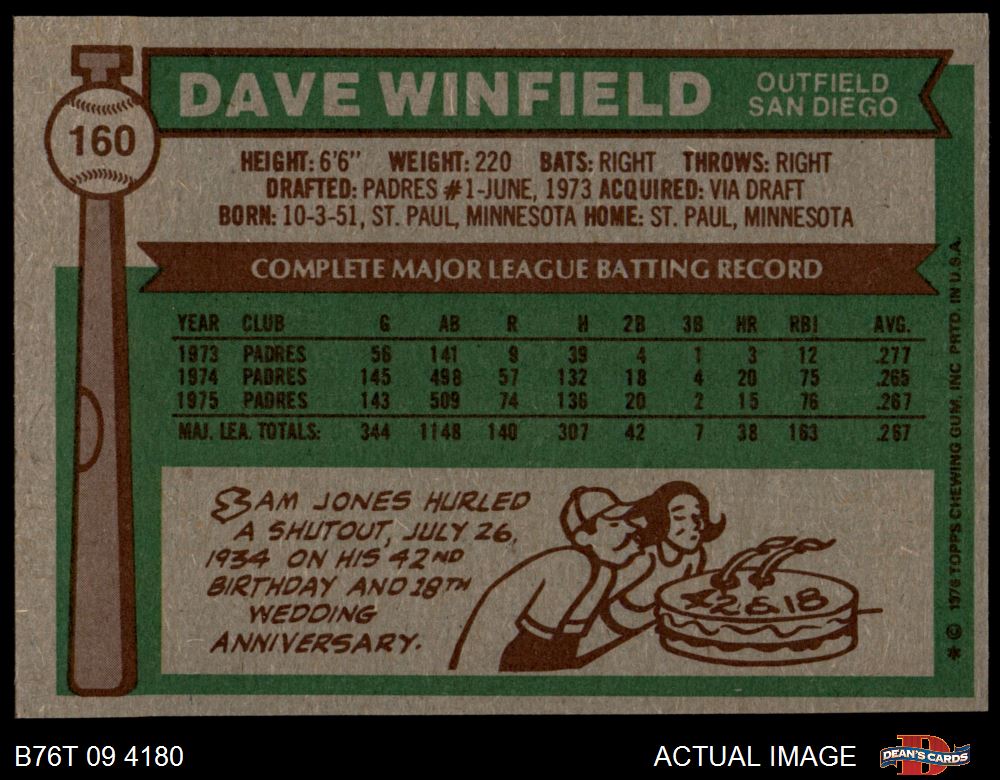 160
DAVE WINFIELD
OUTFIELD
SAN DIEGO
HEIGHT: 6'6" WEIGHT: 220 BATS: RIGHT THROWS: RIGHT
DRAFTED: PADRES #1-JUNE, 1973 ACQUIRED: VIA DRAFT
BORN: 10-3-51, ST. PAUL, MINNESOTA HOME: ST. PAUL, MINNESOTA
COMPLETE MAJOR LEAGUE BATTING RECORD
YEAR CLUB G AB R H 2B 3B HR RBI AVG.
1973 PADRES 56 141 9 39 4 1 3 12 .277
1974 PADRES 145 498 57 132 18 4 20 75 .265
1975 PADRES 143 509 74 136 20 2 15 76 .267
MAJ. LEA. TOTALS: 344 1148 140 307 42 7 38 163 .267
SAM JONES HURLED
A SHUTOUT, JULY 26,
1934 ON HIS 42ND
BIRTHDAY AND 18TH
WEDDING
ANNIVERSARY.
42 & 18
* © 1976 TOPPS CHEWING GUM, INC PRTD. IN U.S.A.
B76T 09 4180
ACTUAL IMAGE
DEAN'S CARDS